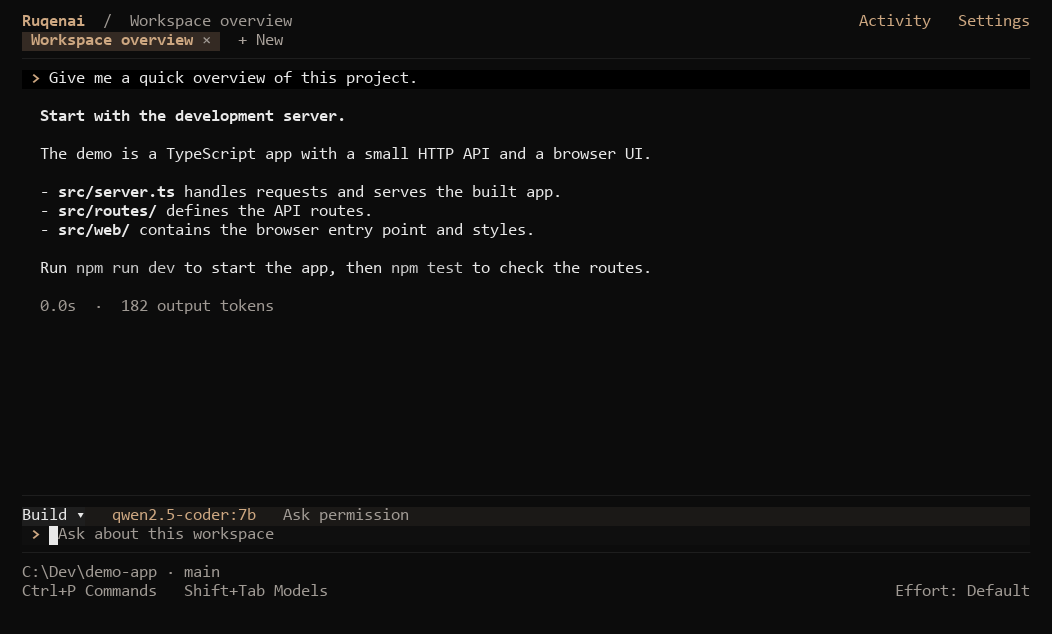 Ruqenai / Workspace overview Activity Settings
Workspace overview × + New
> Give me a quick overview of this project.
Start with the development server.
The demo is a TypeScript app with a small HTTP API and a browser UI.
- src/server.ts handles requests and serves the built app.
- src/routes/ defines the API routes.
- src/web/ contains the browser entry point and styles.
Run npm run dev to start the app, then npm test to check the routes.
0.0s · 182 output tokens
Build ▾ qwen2.5-coder:7b Ask permission
> Ask about this workspace
C:\Dev\demo-app · main
Ctrl+P Commands Shift+Tab Models Effort: Default